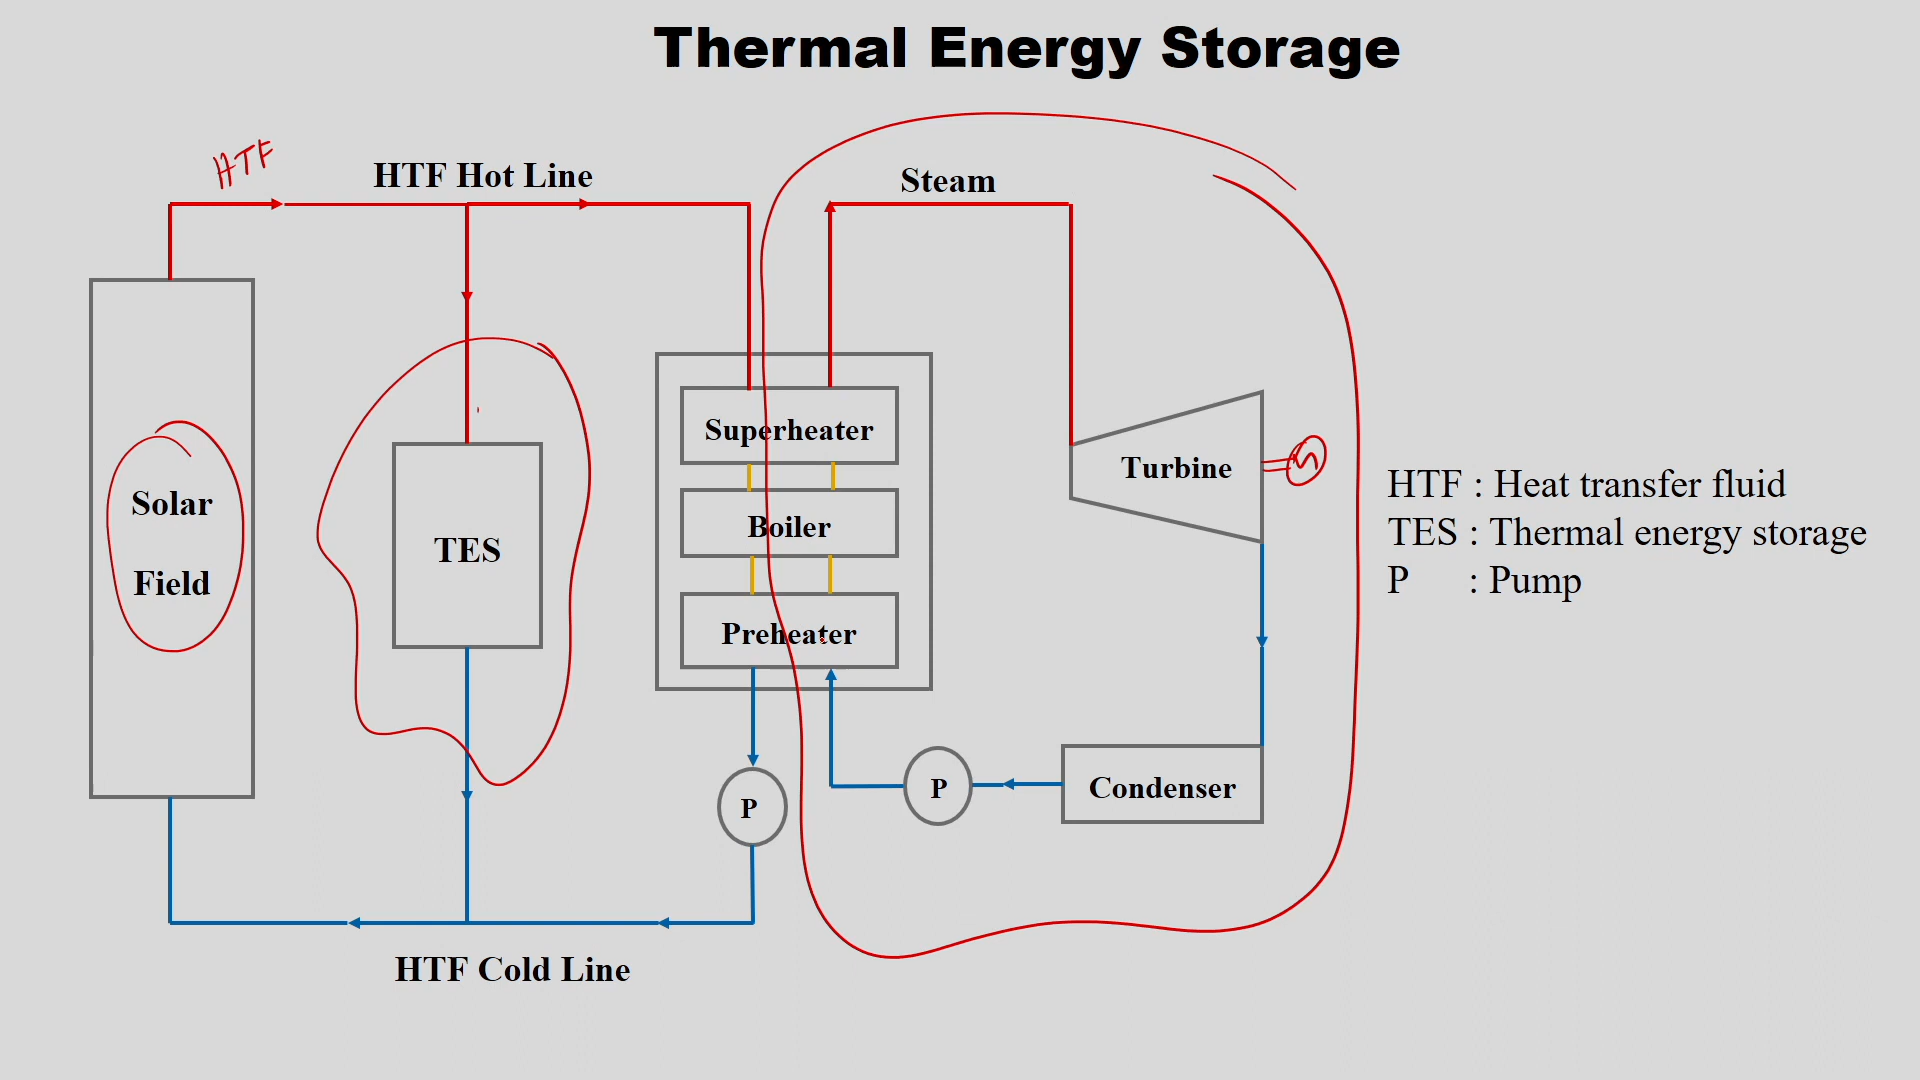 Thermal Energy Storage
HTF
HTF Hot Line
Steam
Solar
Field
TES
Superheater
Boiler
Preheater
Turbine
HTF : Heat transfer fluid
TES : Thermal energy storage
P : Pump
P
P
Condenser
HTF Cold Line